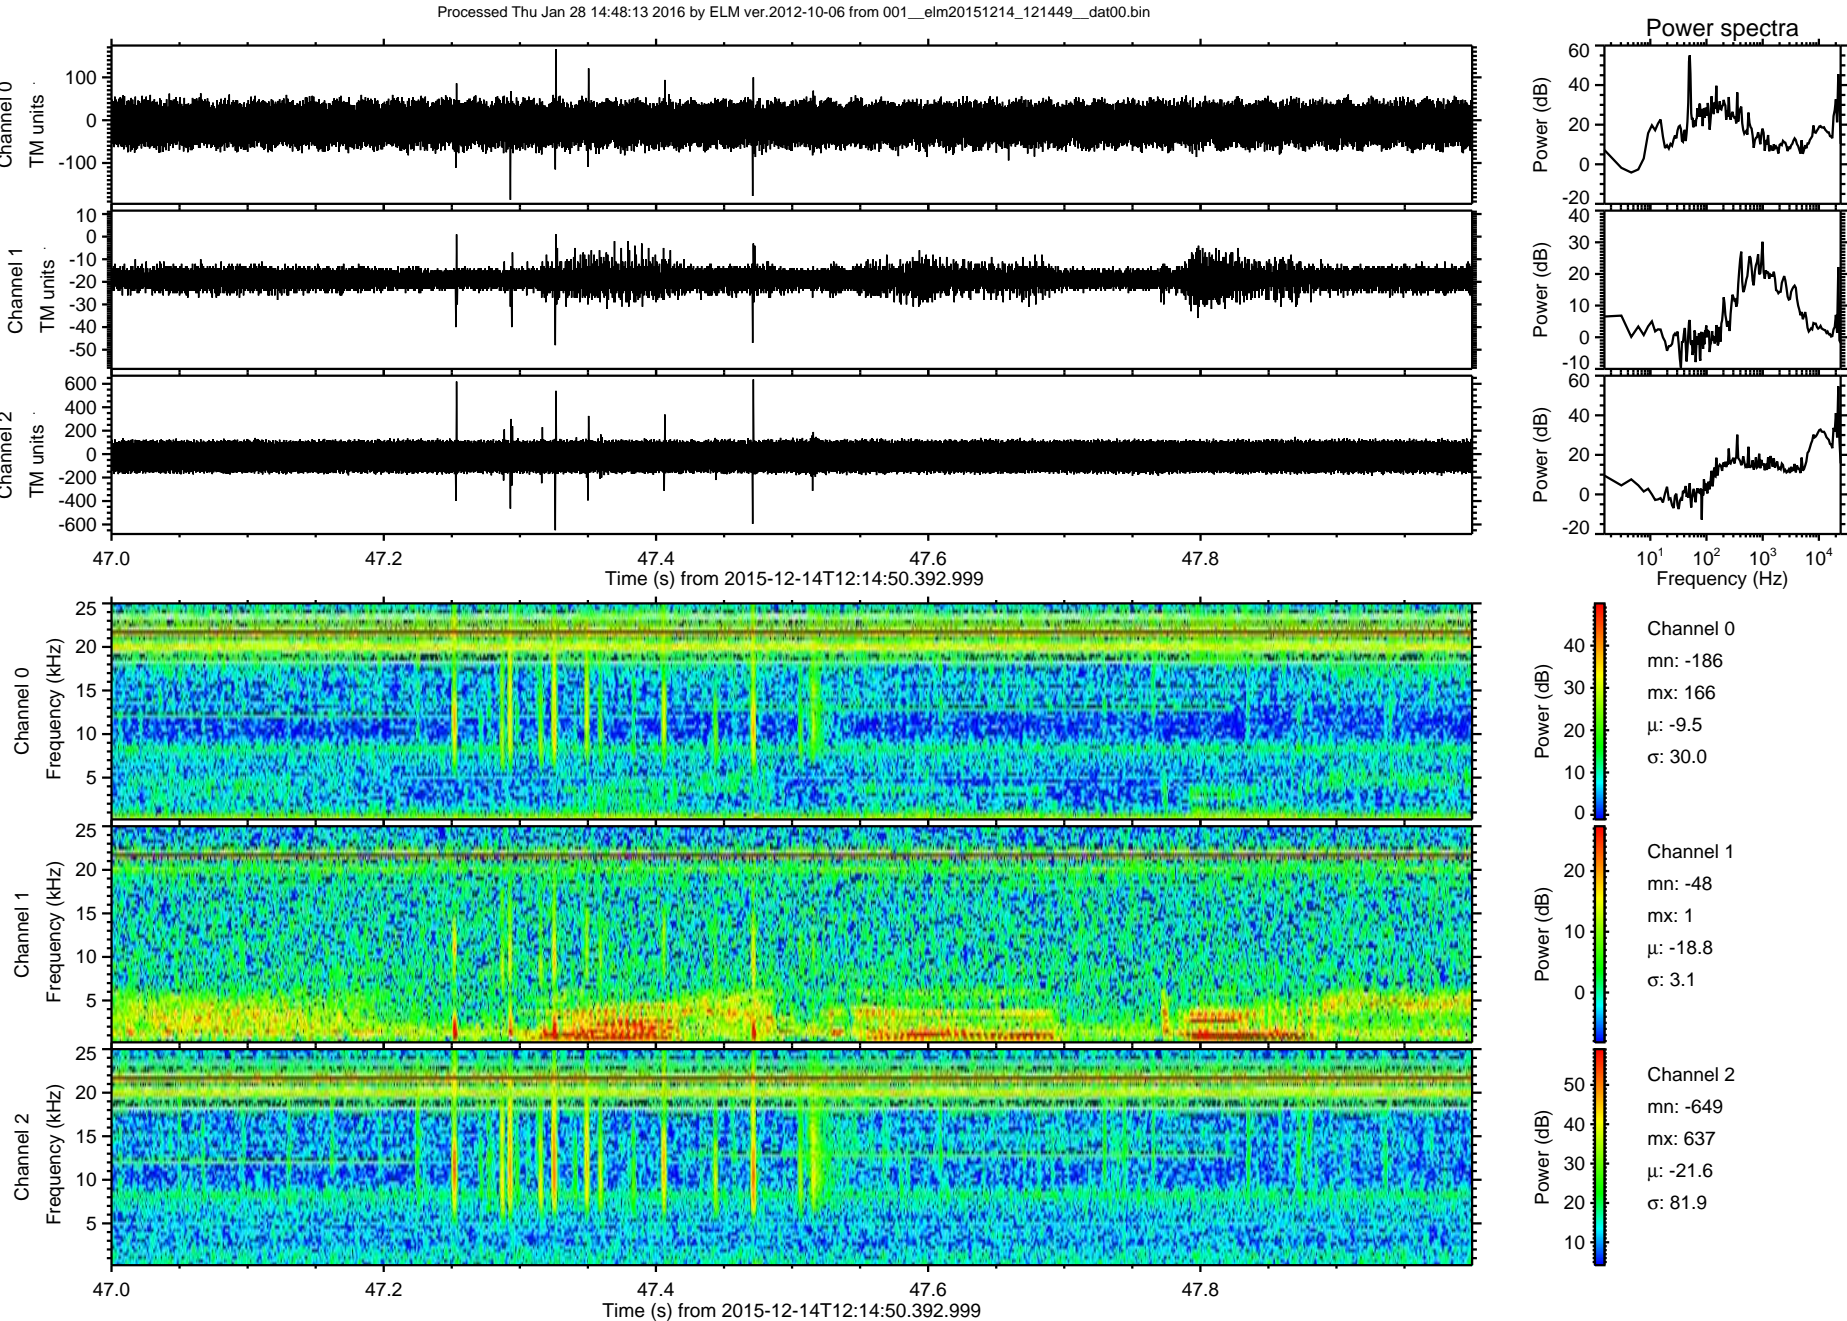 Processed Thu Jan 28 14:48:13 2016 by ELM ver.2012-10-06 from 001__elm20151214_121449__dat00.bin
Power spectra
Channel 0
TM units
100
0
-100
Power (dB)
60
40
20
0
-20
Channel 1
TM units
10
0
-10
-20
-30
-40
-50
Power (dB)
40
30
20
10
0
-10
Channel 2
TM units
600
400
200
0
-200
-400
-600
Power (dB)
60
40
20
0
-20
47.0 47.2 47.4 47.6 47.8
Time (s) from 2015-12-14T12:14:50.392.999
10^1 10^2 10^3 10^4
Frequency (Hz)
Channel 0
Frequency (kHz)
25
20
15
10
5
Power (dB)
40
30
20
10
0
Channel 0
mn: -186
mx: 166
μ: -9.5
σ: 30.0
Channel 1
Frequency (kHz)
25
20
15
10
5
Power (dB)
20
10
0
Channel 1
mn: -48
mx: 1
μ: -18.8
σ: 3.1
Channel 2
Frequency (kHz)
25
20
15
10
5
Power (dB)
50
40
30
20
10
Channel 2
mn: -649
mx: 637
μ: -21.6
σ: 81.9
47.0 47.2 47.4 47.6 47.8
Time (s) from 2015-12-14T12:14:50.392.999